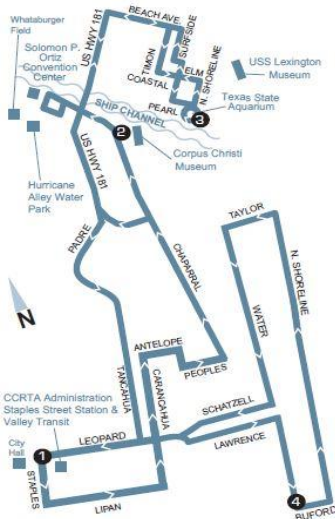 Whataburger
Field
BEACH AVE.
US HWY 181
SURFSIDE
TIMON
Solomon P.
Ortiz
Convention
Center
ELM
COASTAL
N. SHORELINE
USS Lexington
Museum
PEARL
Texas State
Aquarium
3
SHIP CHANNEL
2
US HWY 181
Corpus Christi
Museum
Hurricane
Alley Water
Park
PADRE
TAYLOR
CHAPARRAL
N. SHORELINE
WATER
N
ANTELOPE
PEOPLES
TANCAHUA
CARANCAHUA
CCRTA Administration
Staples Street Station &
Valley Transit
SCHATZELL
City
Hall
1
LEOPARD
LAWRENCE
STAPLES
LIPAN
4
BUFORD